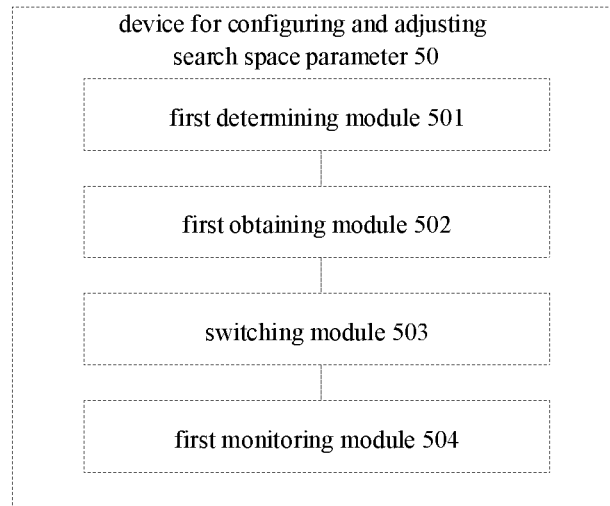 device for configuring and adjusting
search space parameter 50
first determining module 501
first obtaining module 502
switching module 503
first monitoring module 504